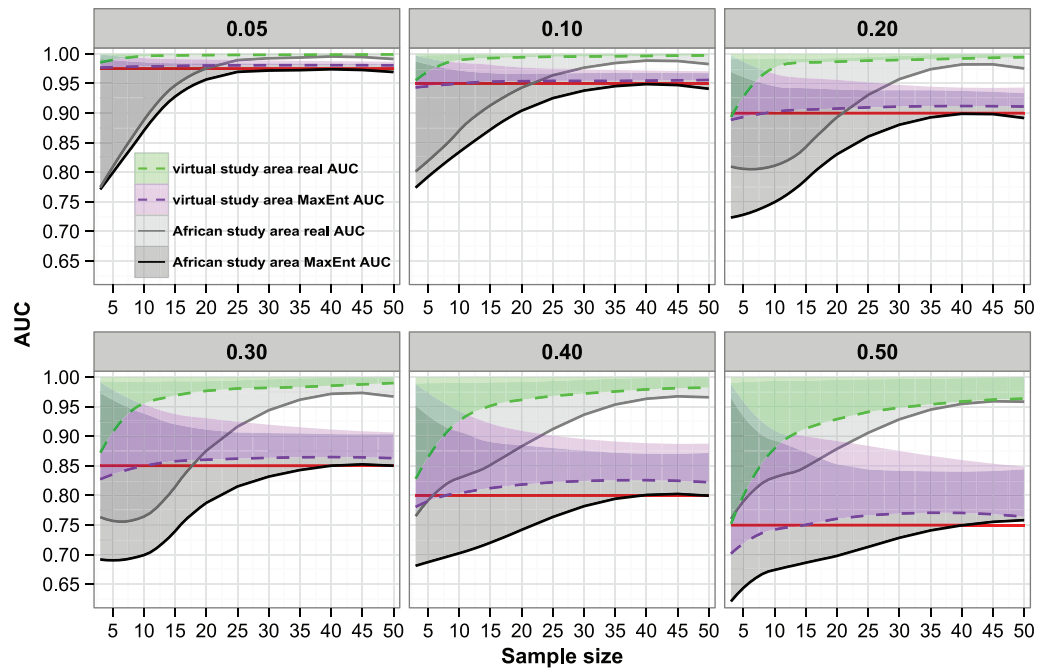 0.05 0.10 0.20
1.00
0.95
0.90
0.85
0.80
0.75
0.70
0.65
virtual study area real AUC
virtual study area MaxEnt AUC
African study area real AUC
African study area MaxEnt AUC
5 10 15 20 25 30 35 40 45 50 5 10 15 20 25 30 35 40 45 50 5 10 15 20 25 30 35 40 45 50
AUC
0.30 0.40 0.50
1.00
0.95
0.90
0.85
0.80
0.75
0.70
0.65
5 10 15 20 25 30 35 40 45 50 5 10 15 20 25 30 35 40 45 50 5 10 15 20 25 30 35 40 45 50
Sample size